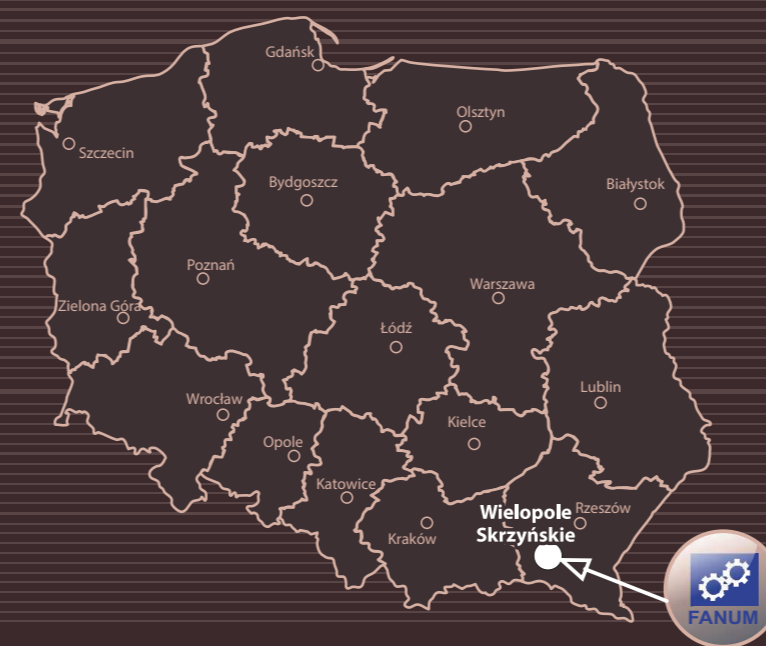 Gdańsk
Olsztyn
Szczecin
Bydgoszcz
Białystok
Poznań
Warszawa
Zielona Góra
Łódź
Lublin
Wrocław
Kielce
Opole
Katowice
Wielopole
Skrzyńskie
Rzeszów
Kraków
FANUM